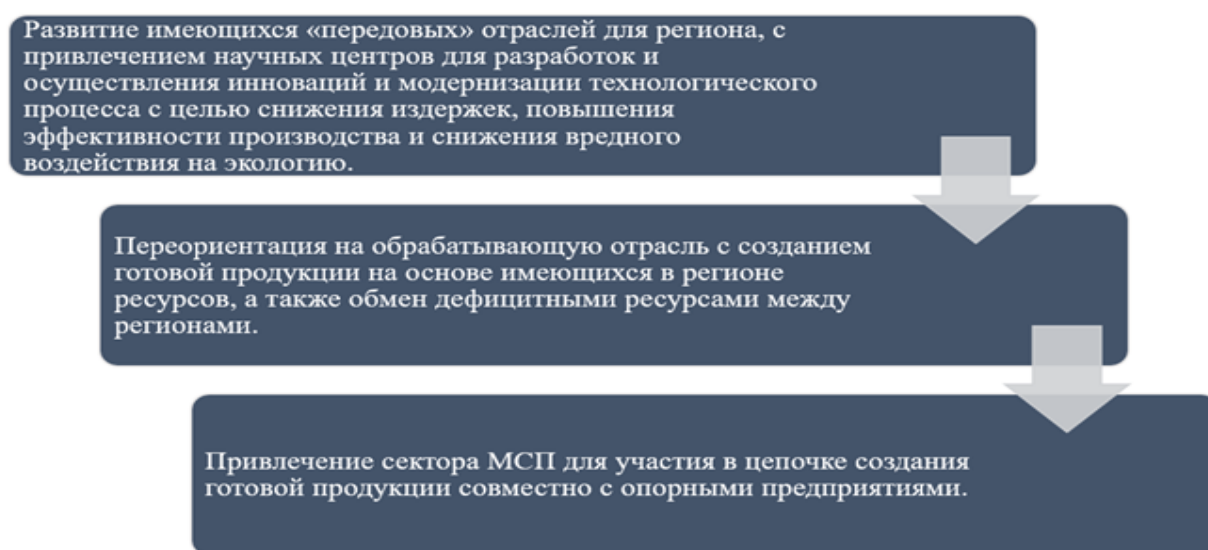 Развитие имеющихся «передовых» отраслей для региона, с
привлечением научных центров для разработок и
осуществления инноваций и модернизации технологического
процесса с целью снижения издержек, повышения
эффективности производства и снижения вредного
воздействия на экологию.
Переориентация на обрабатывающую отрасль с созданием
готовой продукции на основе имеющихся в регионе
ресурсов, а также обмен дефицитными ресурсами между
регионами.
Привлечение сектора МСП для участия в цепочке создания
готовой продукции совместно с опорными предприятиями.